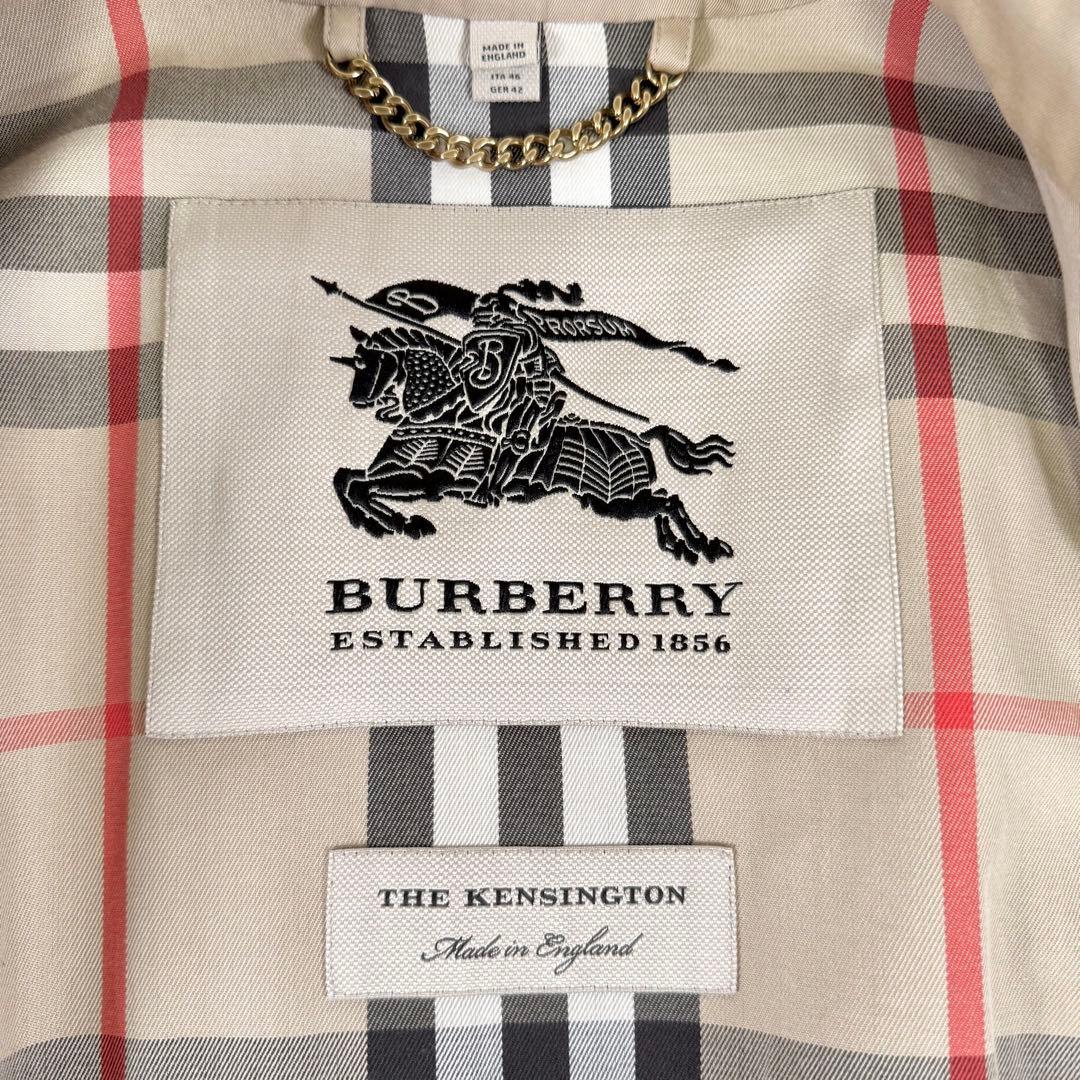 MADE IN
ENGLAND
ITA 46
GER 42
B
PRORSUM
B
BURBERRY
ESTABLISHED 1856
THE KENSINGTON
Made in England